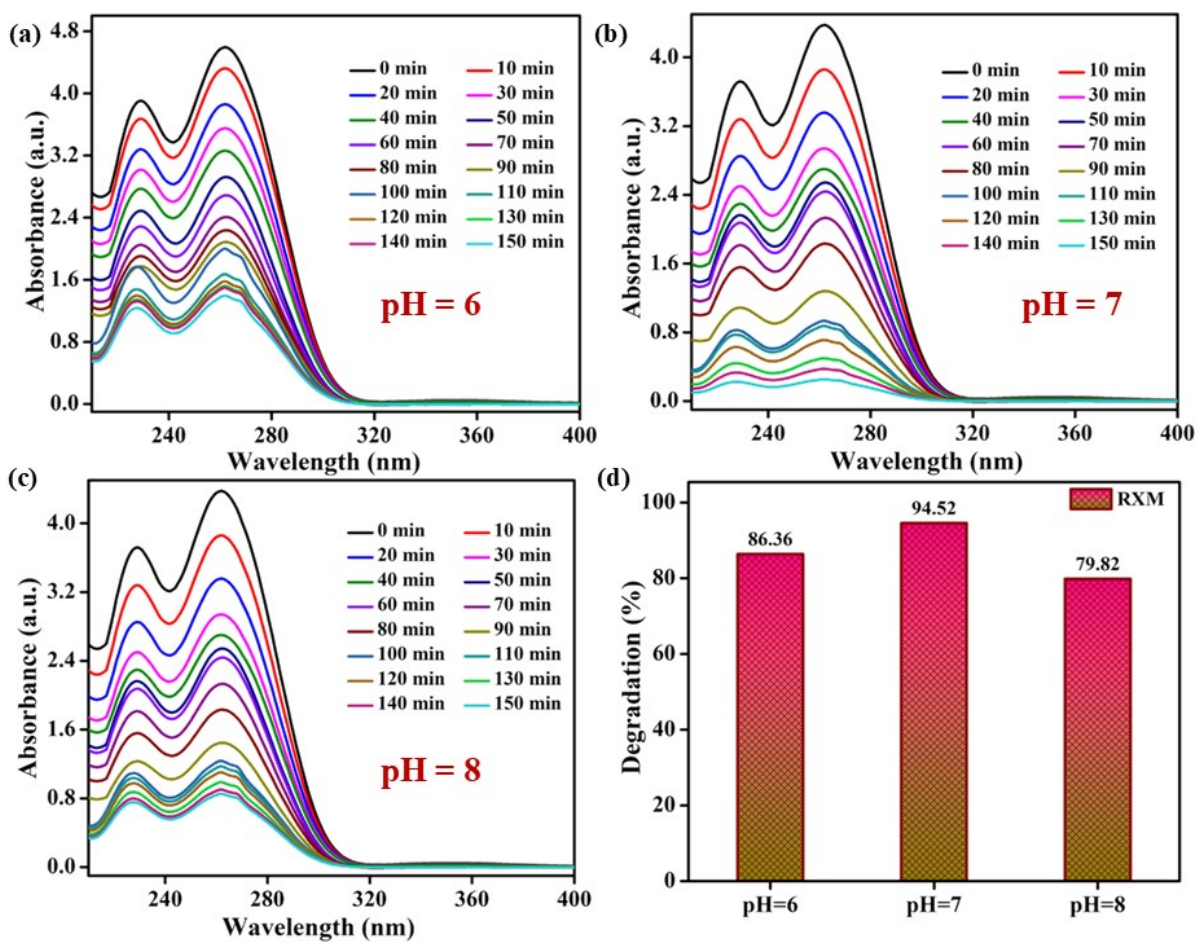 (a)
4.8
4.0
3.2
2.4
1.6
0.8
0.0
Absorbance (a.u.)
0 min 10 min
20 min 30 min
40 min 50 min
60 min 70 min
80 min 90 min
100 min 110 min
120 min 130 min
140 min 150 min
pH = 6
240 280 320 360 400
Wavelength (nm)
(b)
4.0
3.2
2.4
1.6
0.8
0.0
Absorbance (a.u.)
0 min 10 min
20 min 30 min
40 min 50 min
60 min 70 min
80 min 90 min
100 min 110 min
120 min 130 min
140 min 150 min
pH = 7
240 280 320 360 400
Wavelength (nm)
(c)
4.0
3.2
2.4
1.6
0.8
0.0
Absorbance (a.u.)
0 min 10 min
20 min 30 min
40 min 50 min
60 min 70 min
80 min 90 min
100 min 110 min
120 min 130 min
140 min 150 min
pH = 8
240 280 320 360 400
Wavelength (nm)
(d)
100
80
60
40
20
0
Degradation (%)
RXM
86.36
94.52
79.82
pH=6 pH=7 pH=8